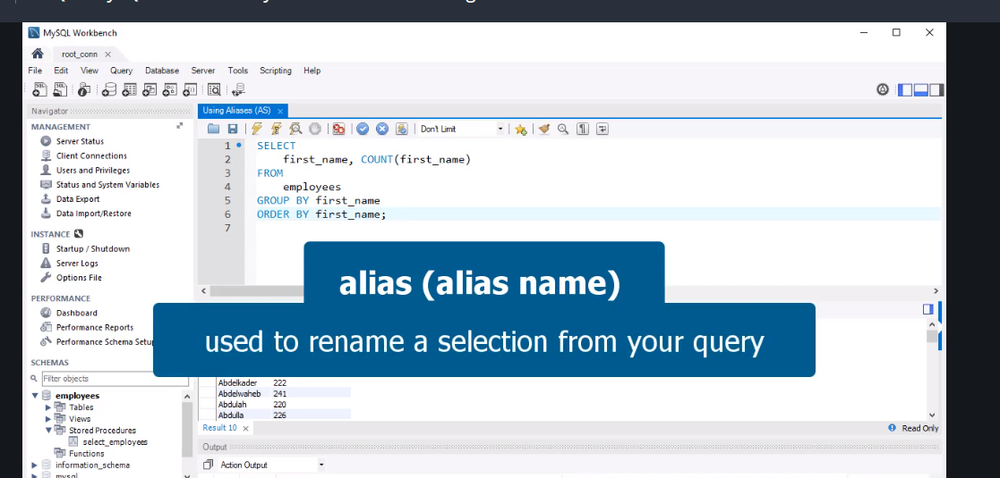 MySQL Workbench
root_conn
File Edit View Query Database Server Tools Scripting Help
Navigator
MANAGEMENT
Server Status
Client Connections
Users and Privileges
Status and System Variables
Data Export
Data Import/Restore
INSTANCE
Startup / Shutdown
Server Logs
Options File
PERFORMANCE
Dashboard
Performance Reports
Performance Schema Setup
SCHEMAS
Filter objects
employees
Tables
Views
Stored Procedures
select_employees
Functions
information_schema
mysql
Using Aliases (AS)
Don't Limit
1 SELECT
2 first_name, COUNT(first_name)
3 FROM
4 employees
5 GROUP BY first_name
6 ORDER BY first_name;
7
alias (alias name)
used to rename a selection from your query
Abdelkader 222
Abdelwaheb 241
Abdulah 220
Abdulla 226
Result 10
Read Only
Output
Action Output